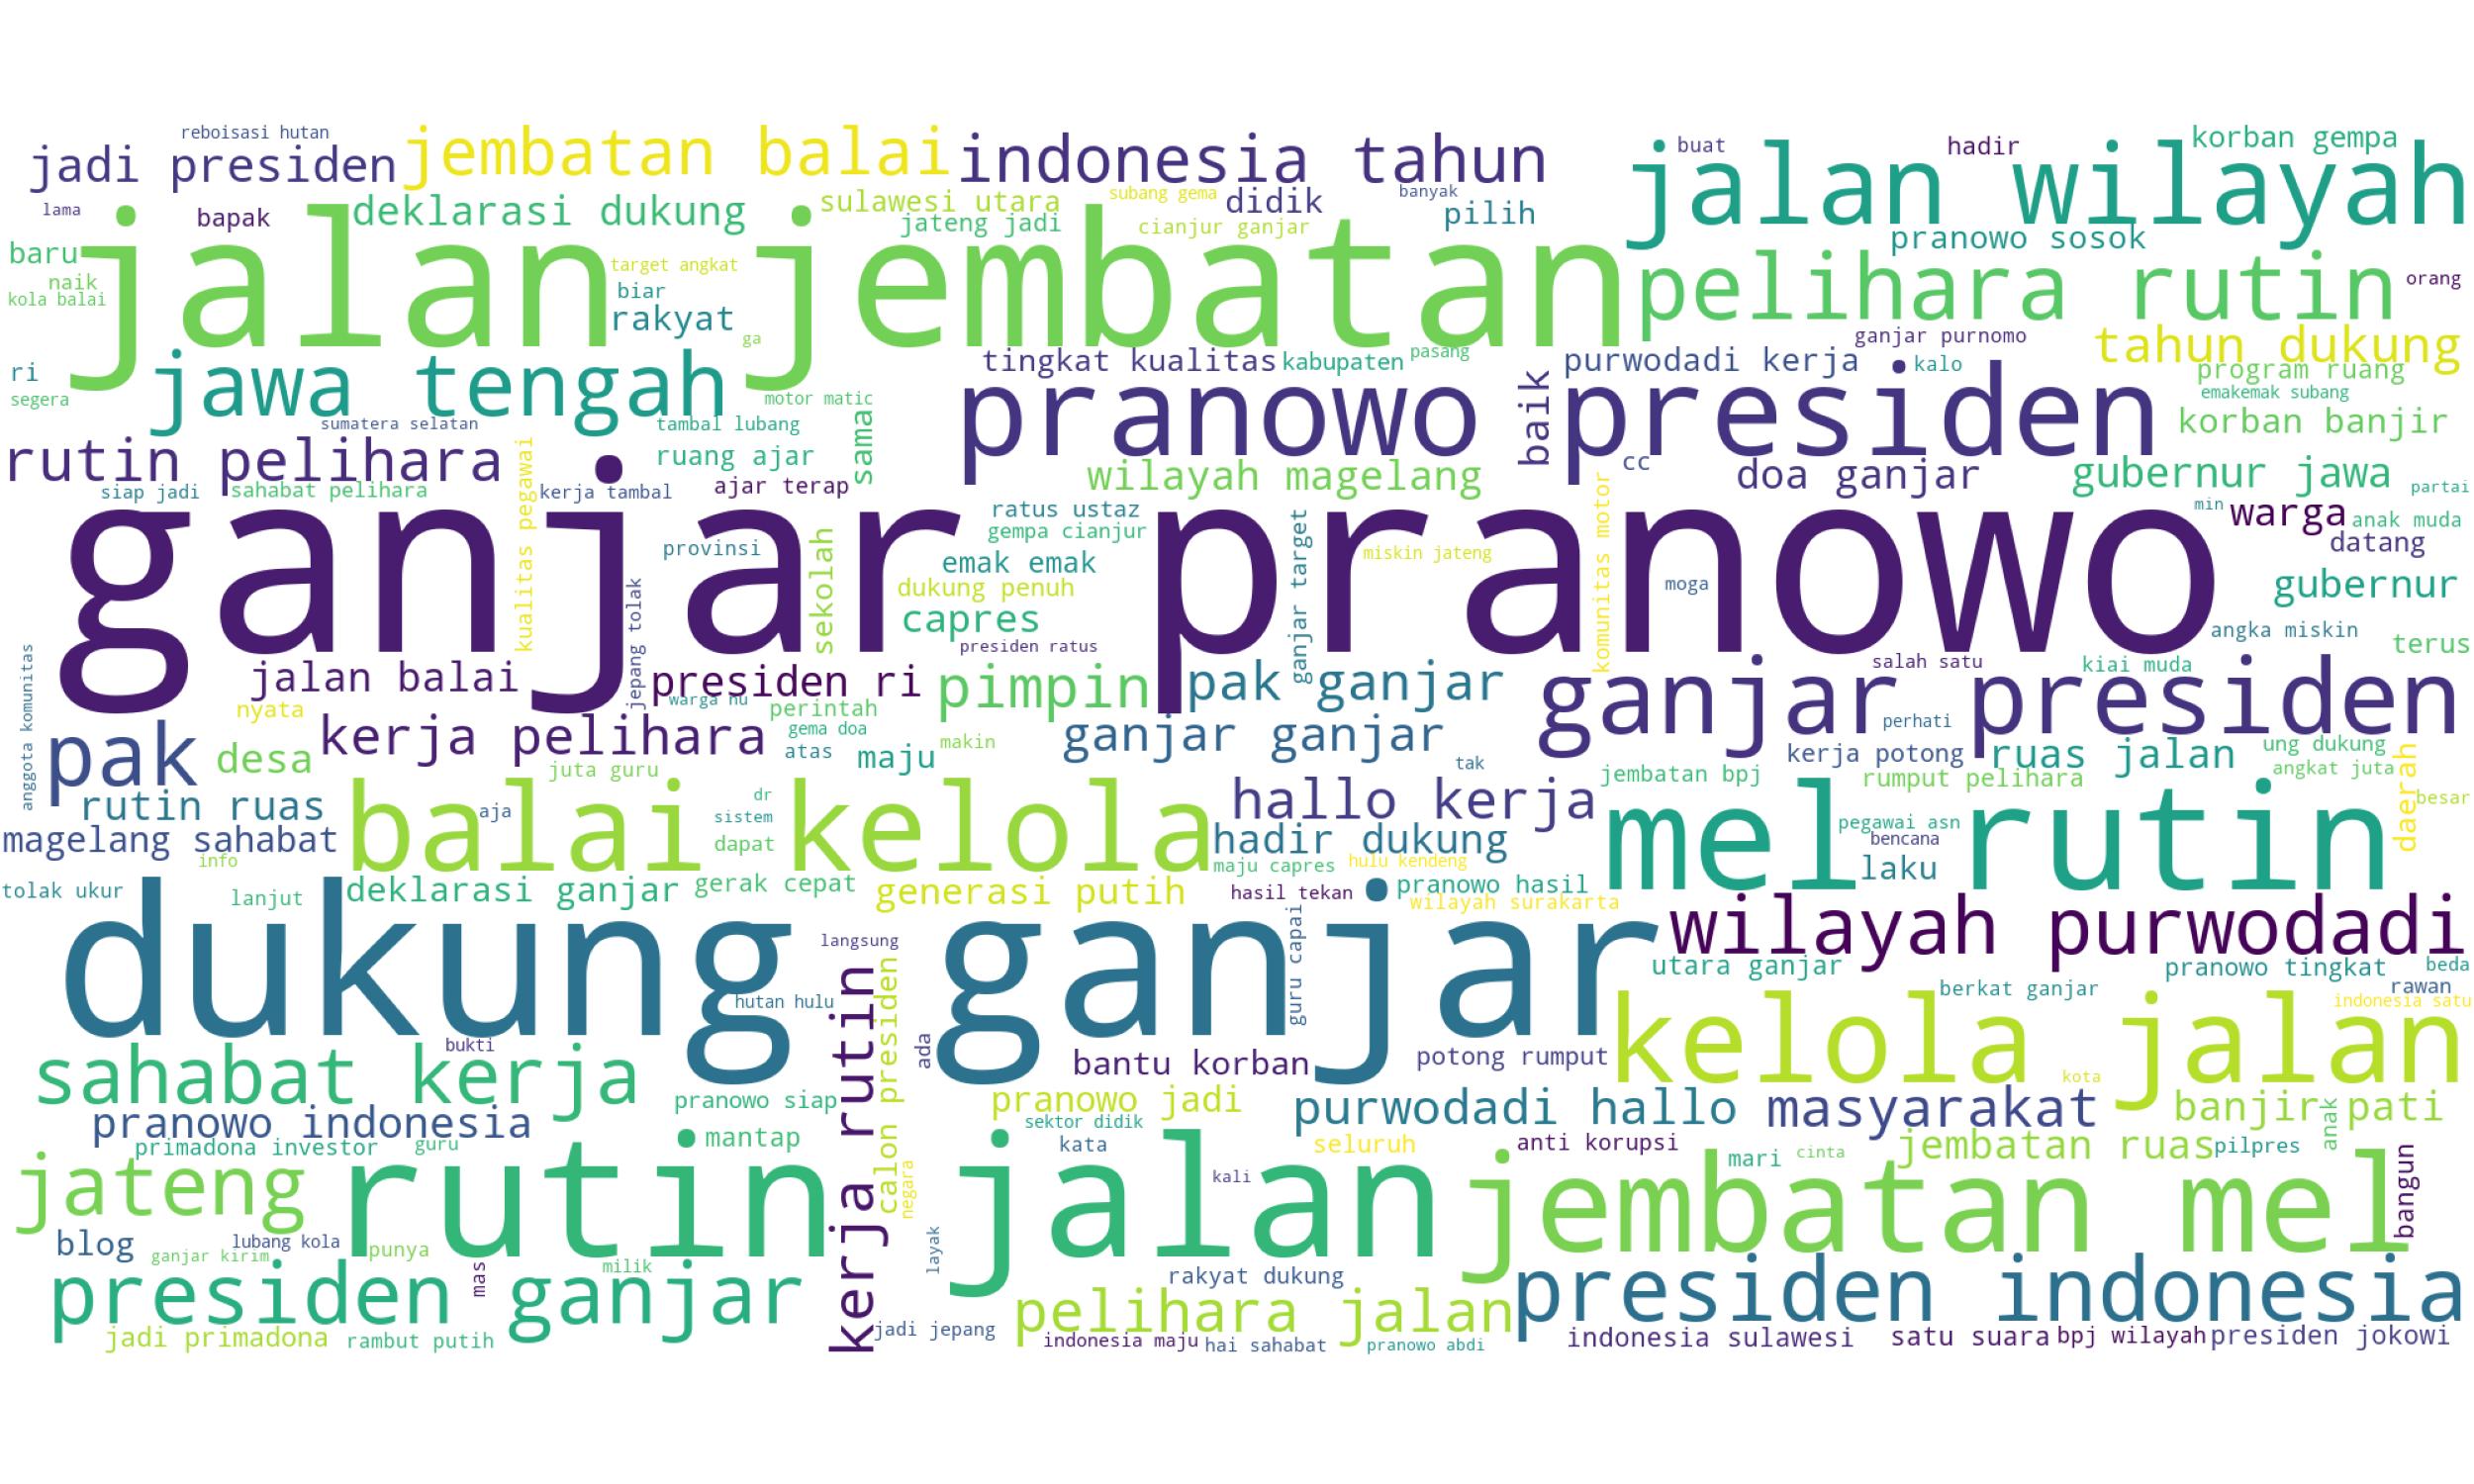 reboisasi hutan
jadi presiden
jembatan balai
indonesia tahun
buat
hadir
korban gempa
jalan wilayah
lama
bapak
deklarasi dukung
sulawesi utara
subang gema
didik
banyak
pilih
jateng jadi
cianjur ganjar
pranowo sosok
baru
naik
kola balai
jalan jembatan
target angkat
biar
rakyat
ga
pelihara rutin
orang
ri
segera
jawa tengah
motor matic
tingkat kualitas
kabupaten
pasang
purwodadi kerja
ganjar purnomo
kalo
tahun dukung
program ruang
emakemak subang
korban banjir
sumatera selatan
tambal lubang
sama
pranowo
baik
presiden
rutin pelihara
kualitas pegawai
ruang ajar
wilayah magelang
cc
doa ganjar
gubernur jawa
partai
siap jadi
sahabat pelihara
kerja tambal
ajar terap
komunitas motor
min
warga
anak muda
datang
ganjar pranowo
provinsi
sekolah
ratus ustaz
gempa cianjur
emak emak
dukung penuh
capres
presiden ratus
ganjar target
miskin jateng
moga
gubernur
angka miskin
terus
anggota komunitas
jalan balai
jepang tolak
presiden ri
pimpin
pak ganjar
salah satu
kiai muda
ganjar presiden
nyata
warga nu
perintah
gema doa
atas
maju
makin
ganjar ganjar
perhati
pak
desa
kerja pelihara
juta guru
tak
kerja potong
ruas jalan
ung dukung
angkat juta
daerah
rutin ruas
magelang sahabat
info
balai kelola
aja
dr
sistem
dapat
hallo kerja
hadir dukung
maju capres
hulu kendeng
jembatan bpj
rumput pelihara
mel rutin
pegawai asn
bencana
laku
besar
tolak ukur
lanjut
deklarasi ganjar
gerak cepat
generasi putih
hasil tekan
pranowo hasil
wilayah surakarta
wilayah purwodadi
dukung ganjar
langsung
hutan hulu
guru capai
utara ganjar
pranowo tingkat
beda
rawan
berkat ganjar
indonesia satu
kelola jalan
kota
bukti
sahabat kerja
kerja rutin
calon presiden
ada
bantu korban
potong rumput
pranowo indonesia
pranowo siap
pranowo jadi
purwodadi hallo
masyarakat
banjir pati
anak
primadona investor
guru
mantap
sektor didik
kata
seluruh
anti korupsi
mari
cinta
jembatan ruas
pilpres
jateng
rutin jalan
negara
kali
jembatan mel
bangun
blog
lubang kola
ganjar kirim
punya
layak
presiden ganjar
mas
milik
rakyat dukung
pelihara jalan
presiden indonesia
jadi primadona
rambut putih
jadi jepang
indonesia maju
hai sahabat
pranowo abdi
indonesia sulawesi
satu suara
bpj wilayah
presiden jokowi